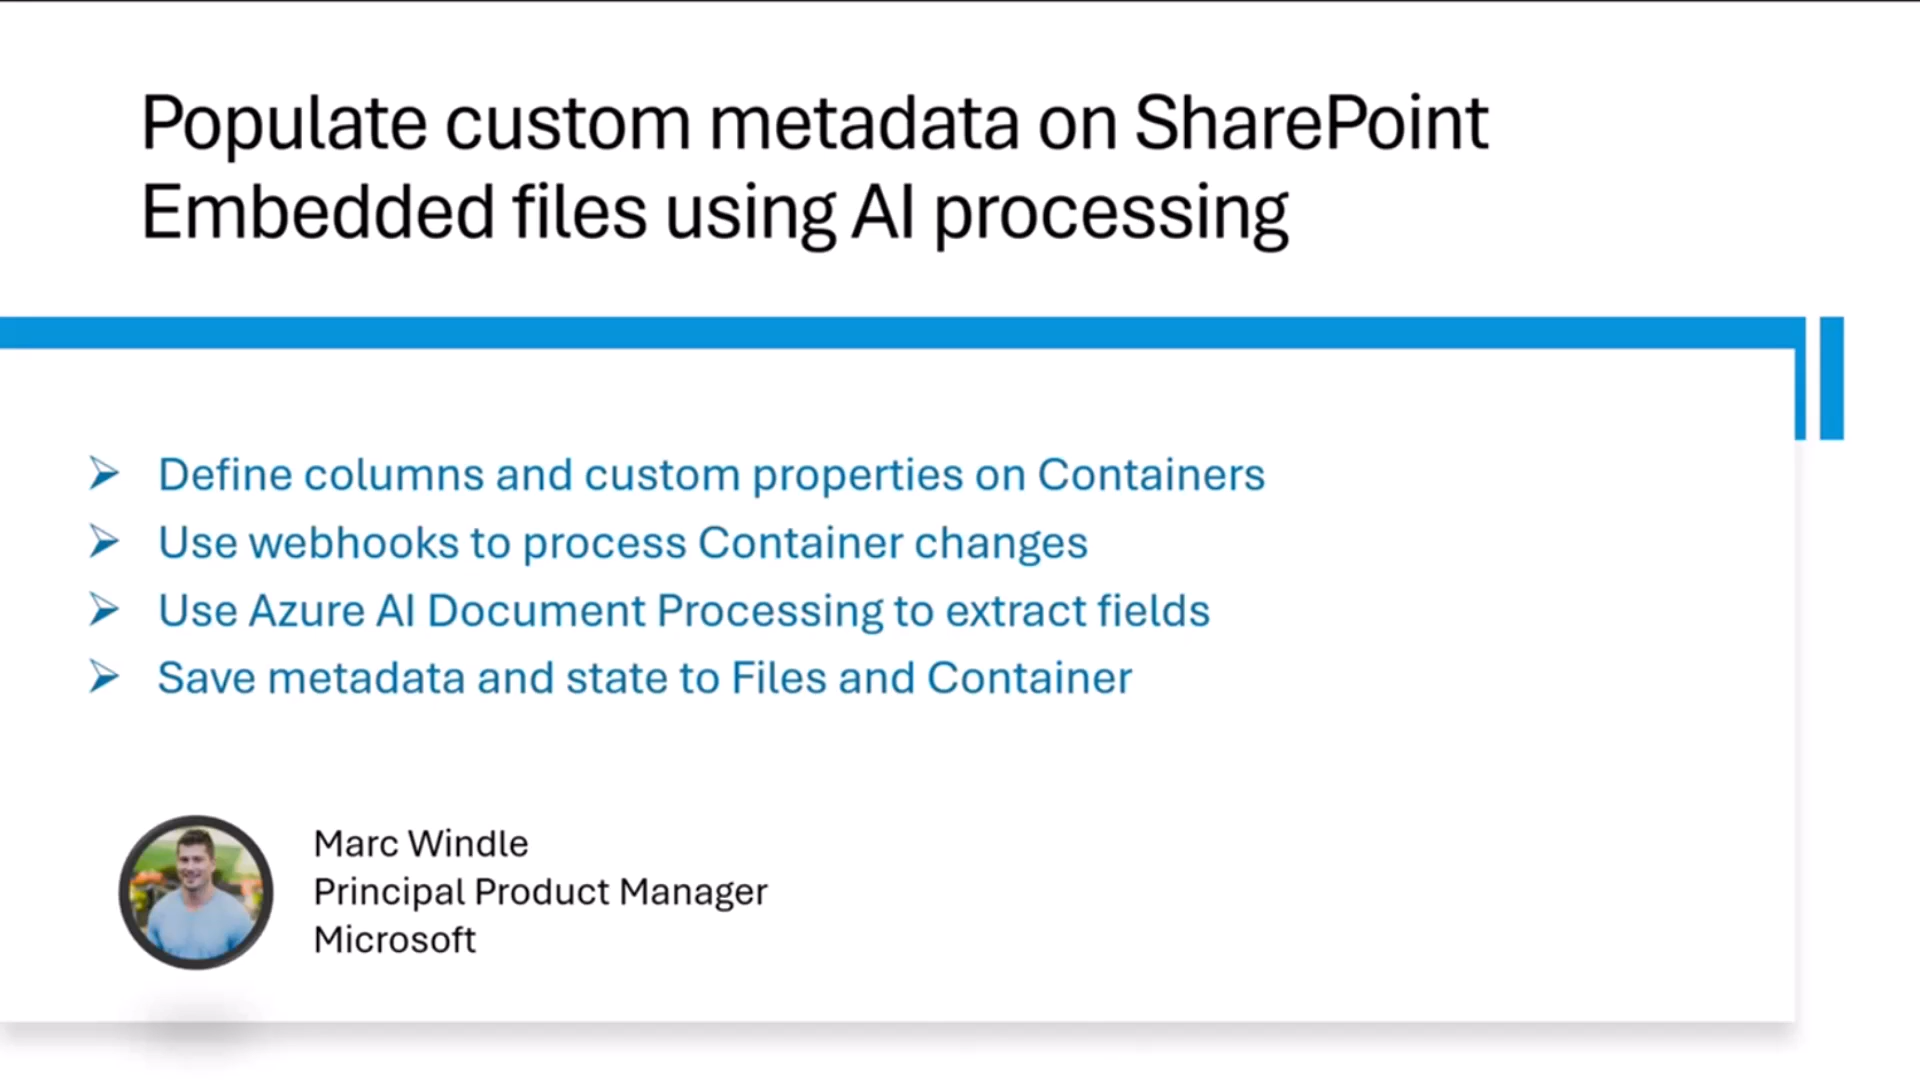 Populate custom metadata on SharePoint
Embedded files using AI processing
Define columns and custom properties on Containers
Use webhooks to process Container changes
Use Azure AI Document Processing to extract fields
Save metadata and state to Files and Container
Marc Windle
Principal Product Manager
Microsoft